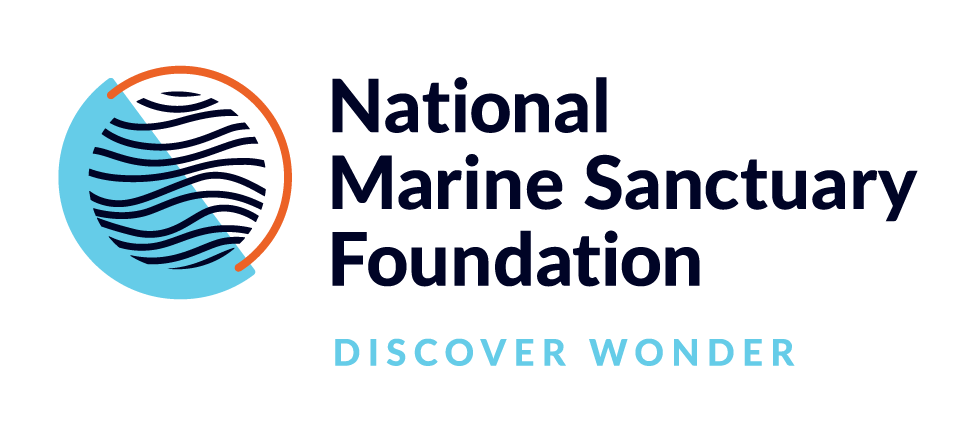 National
Marine Sanctuary
Foundation
DISCOVER WONDER